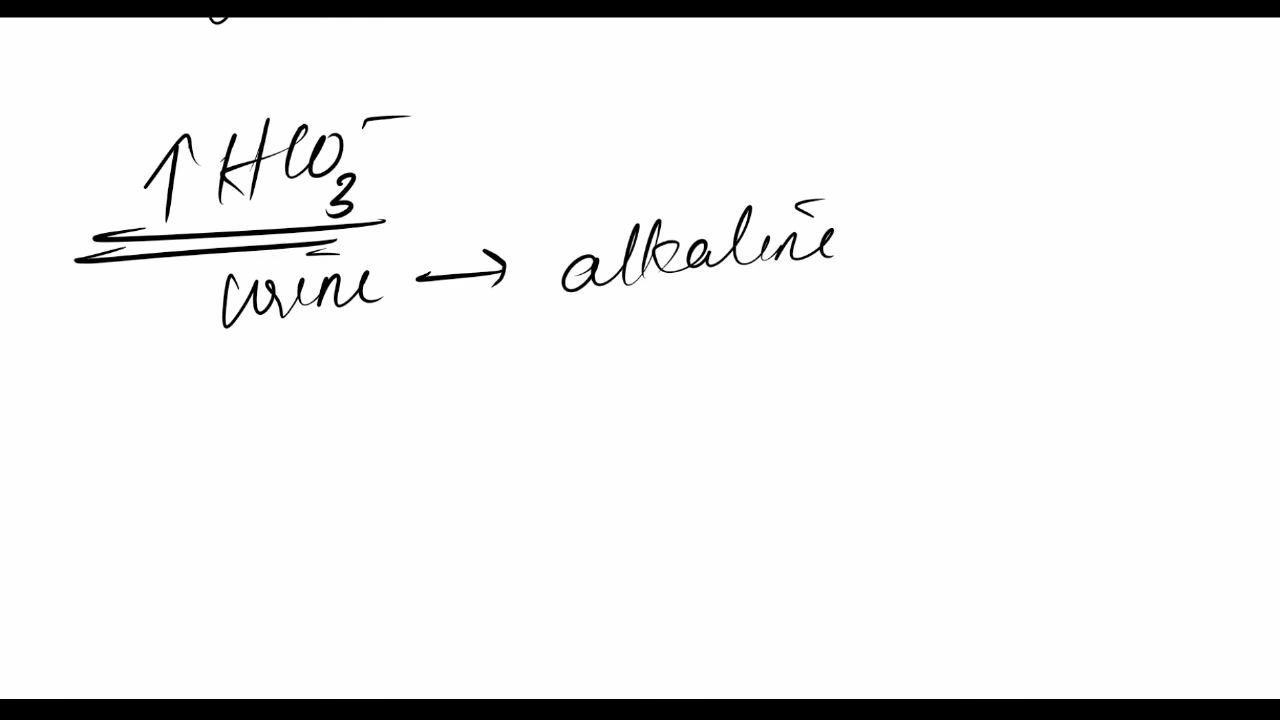 ↑ HCO3⁻
urine → alkaline